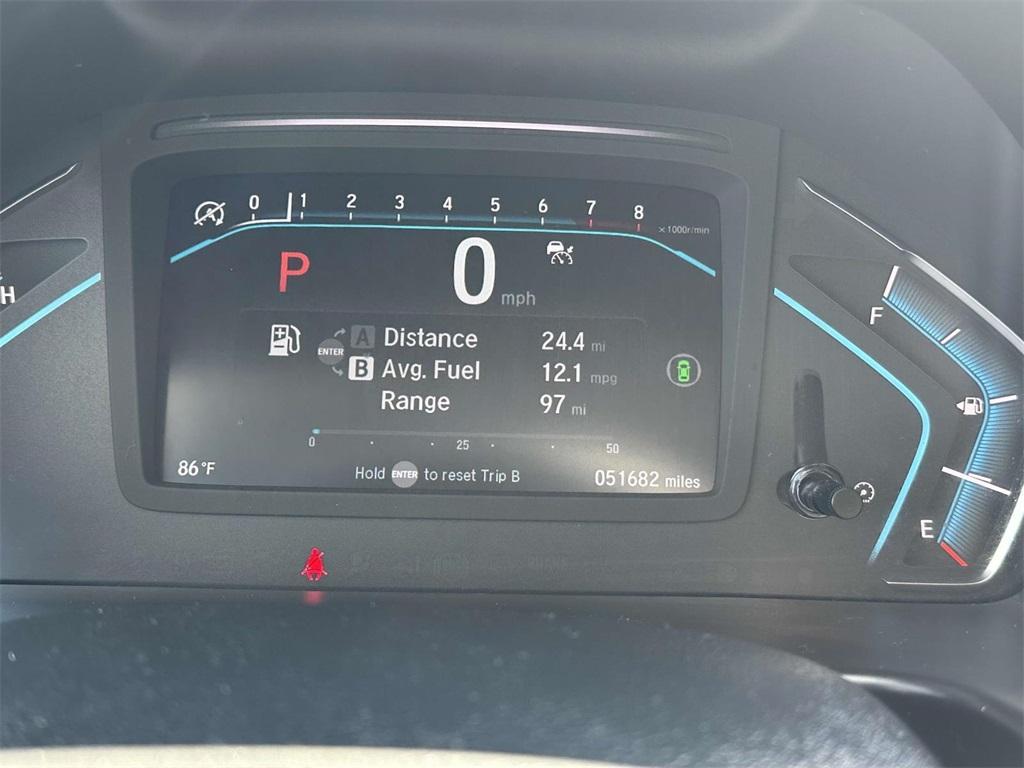 0 1 2 3 4 5 6 7 8
x1000r/min
P 0 mph
H
F
A Distance 24.4 mi
ENTER
B Avg. Fuel 12.1 mpg
Range 97 mi
0 25 50
86°F
Hold ENTER to reset Trip B
051682 miles
E